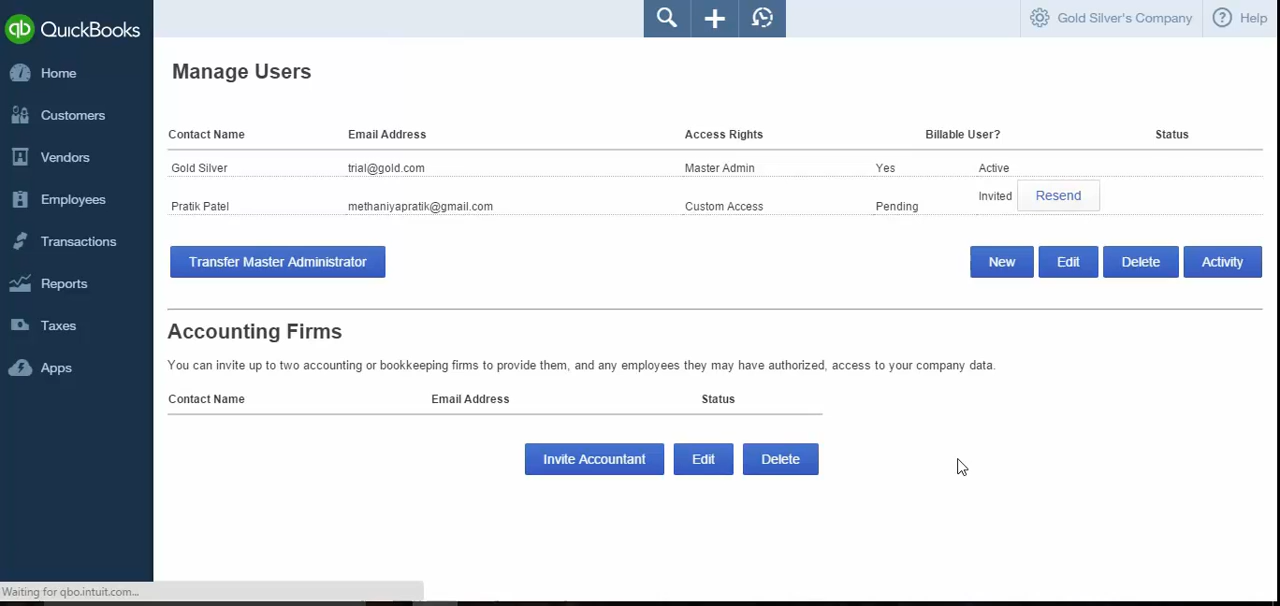 qb QuickBooks
Gold Silver's Company
Help
Home
Customers
Vendors
Employees
Transactions
Reports
Taxes
Apps
Manage Users
Contact Name Email Address Access Rights Billable User? Status
Gold Silver trial@gold.com Master Admin Yes Active
Pratik Patel methaniyapratik@gmail.com Custom Access Pending Invited Resend
Transfer Master Administrator New Edit Delete Activity
Accounting Firms
You can invite up to two accounting or bookkeeping firms to provide them, and any employees they may have authorized, access to your company data.
Contact Name Email Address Status
Invite Accountant Edit Delete
Waiting for qbo.intuit.com...